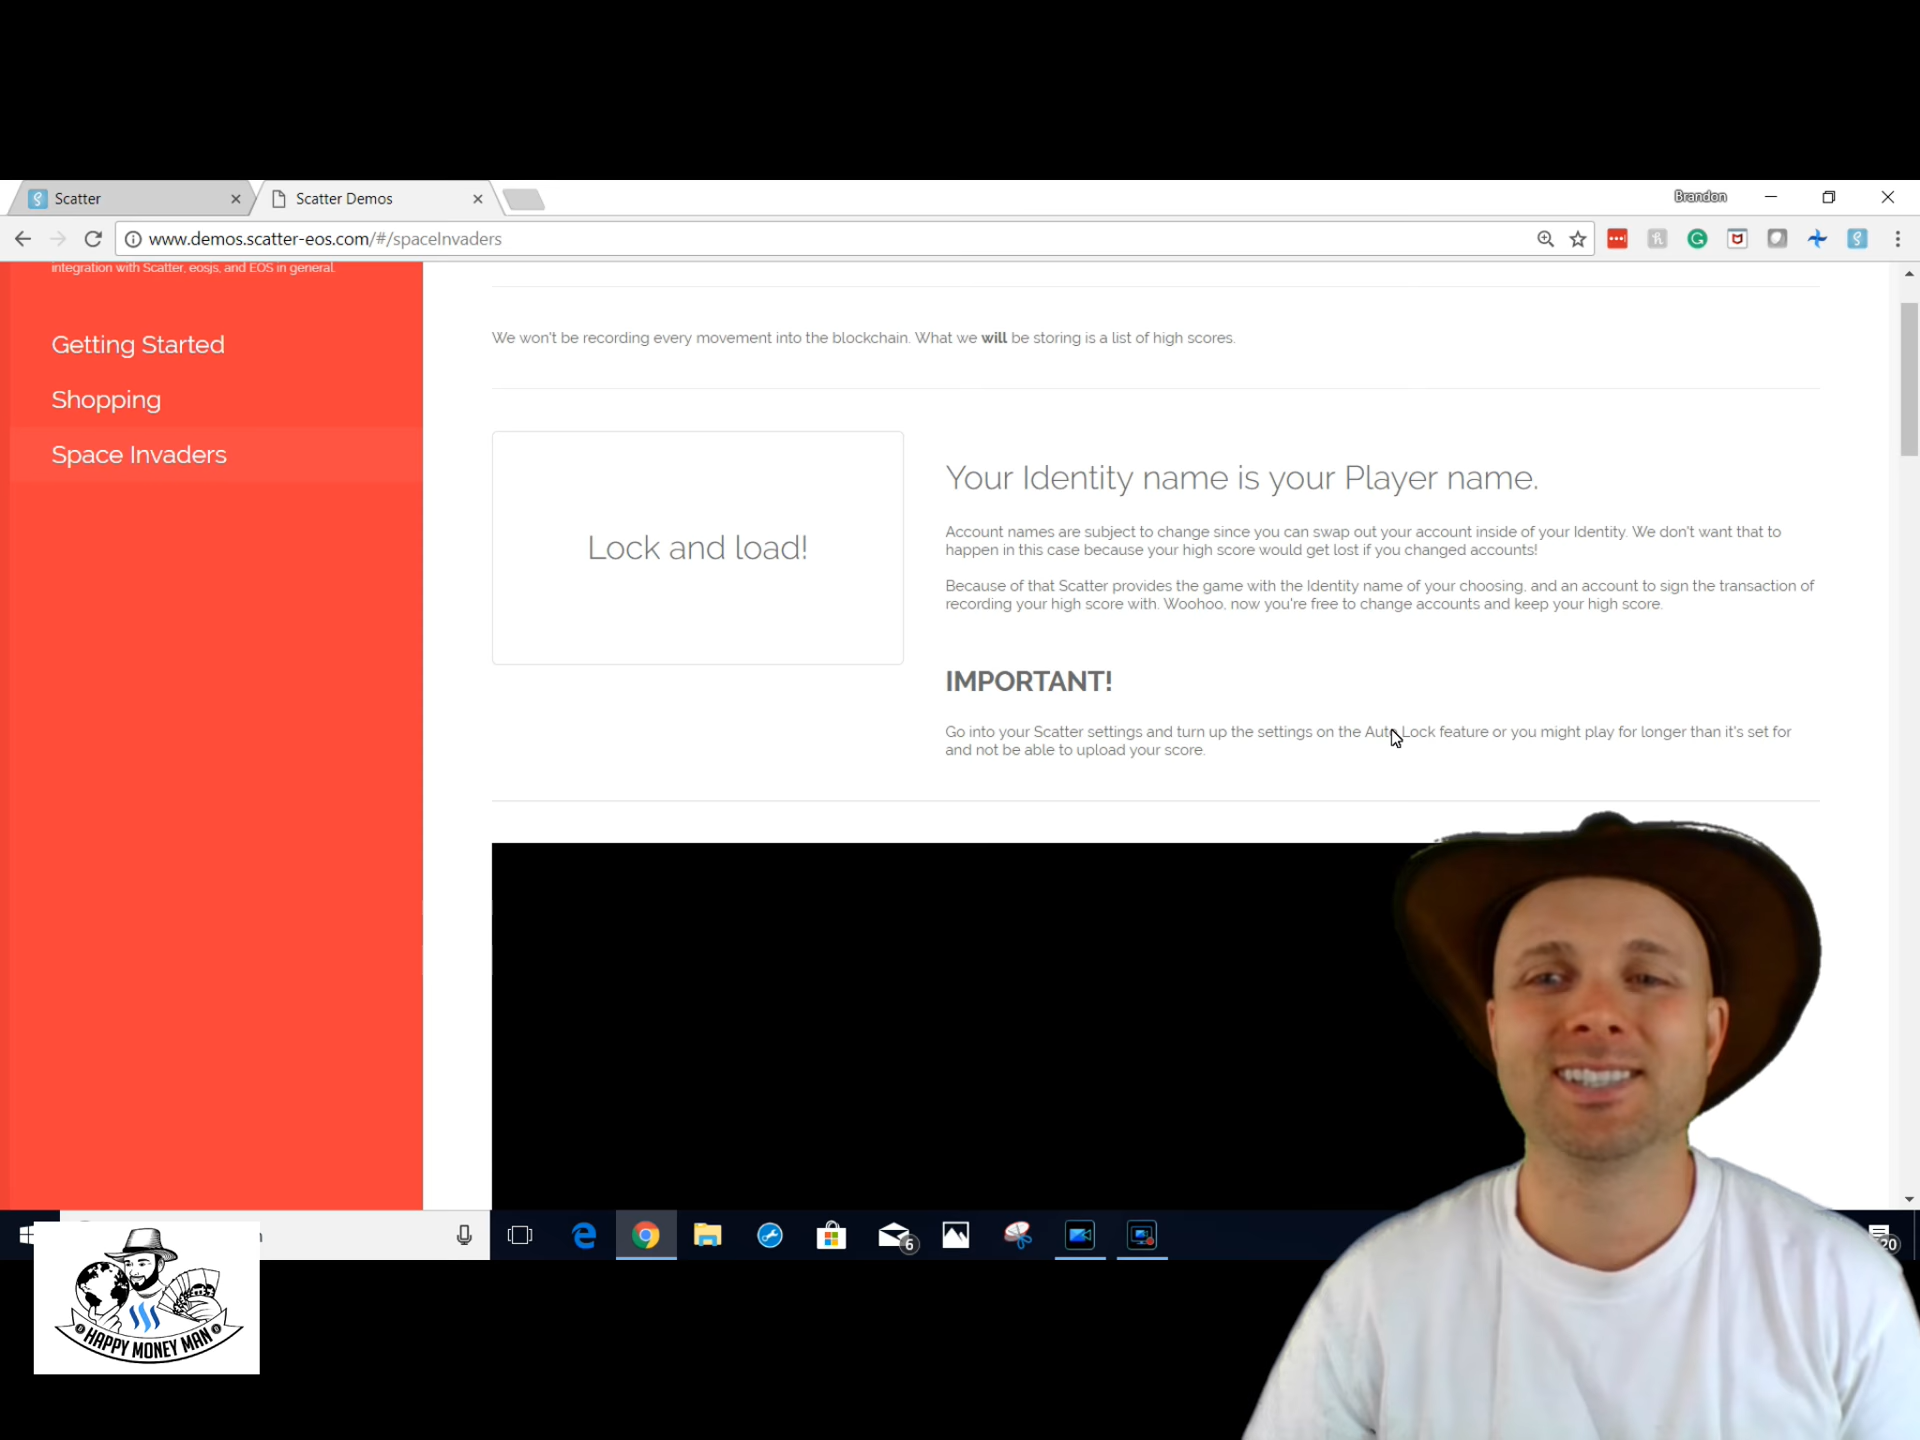 Scatter
Scatter Demos
Brandon
www.demos.scatter-eos.com/#/spaceInvaders
integration with Scatter, eosjs, and EOS in general.
Getting Started
Shopping
Space Invaders
We won't be recording every movement into the blockchain. What we will be storing is a list of high scores.
Lock and load!
Your Identity name is your Player name.
Account names are subject to change since you can swap out your account inside of your Identity. We don't want that to
happen in this case because your high score would get lost if you changed accounts!
Because of that Scatter provides the game with the Identity name of your choosing, and an account to sign the transaction of
recording your high score with. Woohoo, now you're free to change accounts and keep your high score.
IMPORTANT!
Go into your Scatter settings and turn up the settings on the Auto Lock feature or you might play for longer than it's set for
and not be able to upload your score.
6
20
HAPPY MONEY MAN